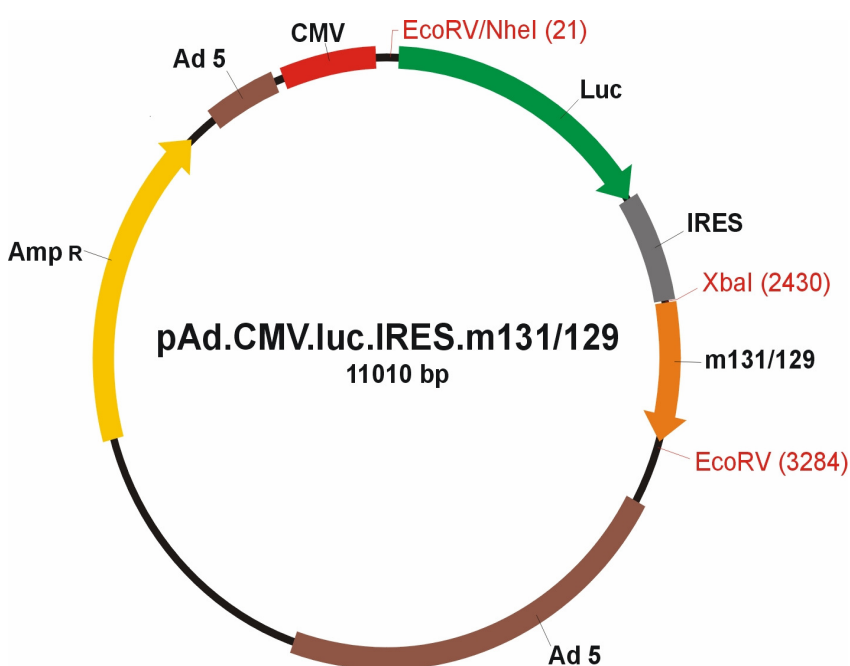 CMV
EcoRV/NheI (21)
Ad 5
Luc
IRES
Amp R
XbaI (2430)
pAd.CMV.luc.IRES.m131/129
11010 bp
m131/129
EcoRV (3284)
Ad 5